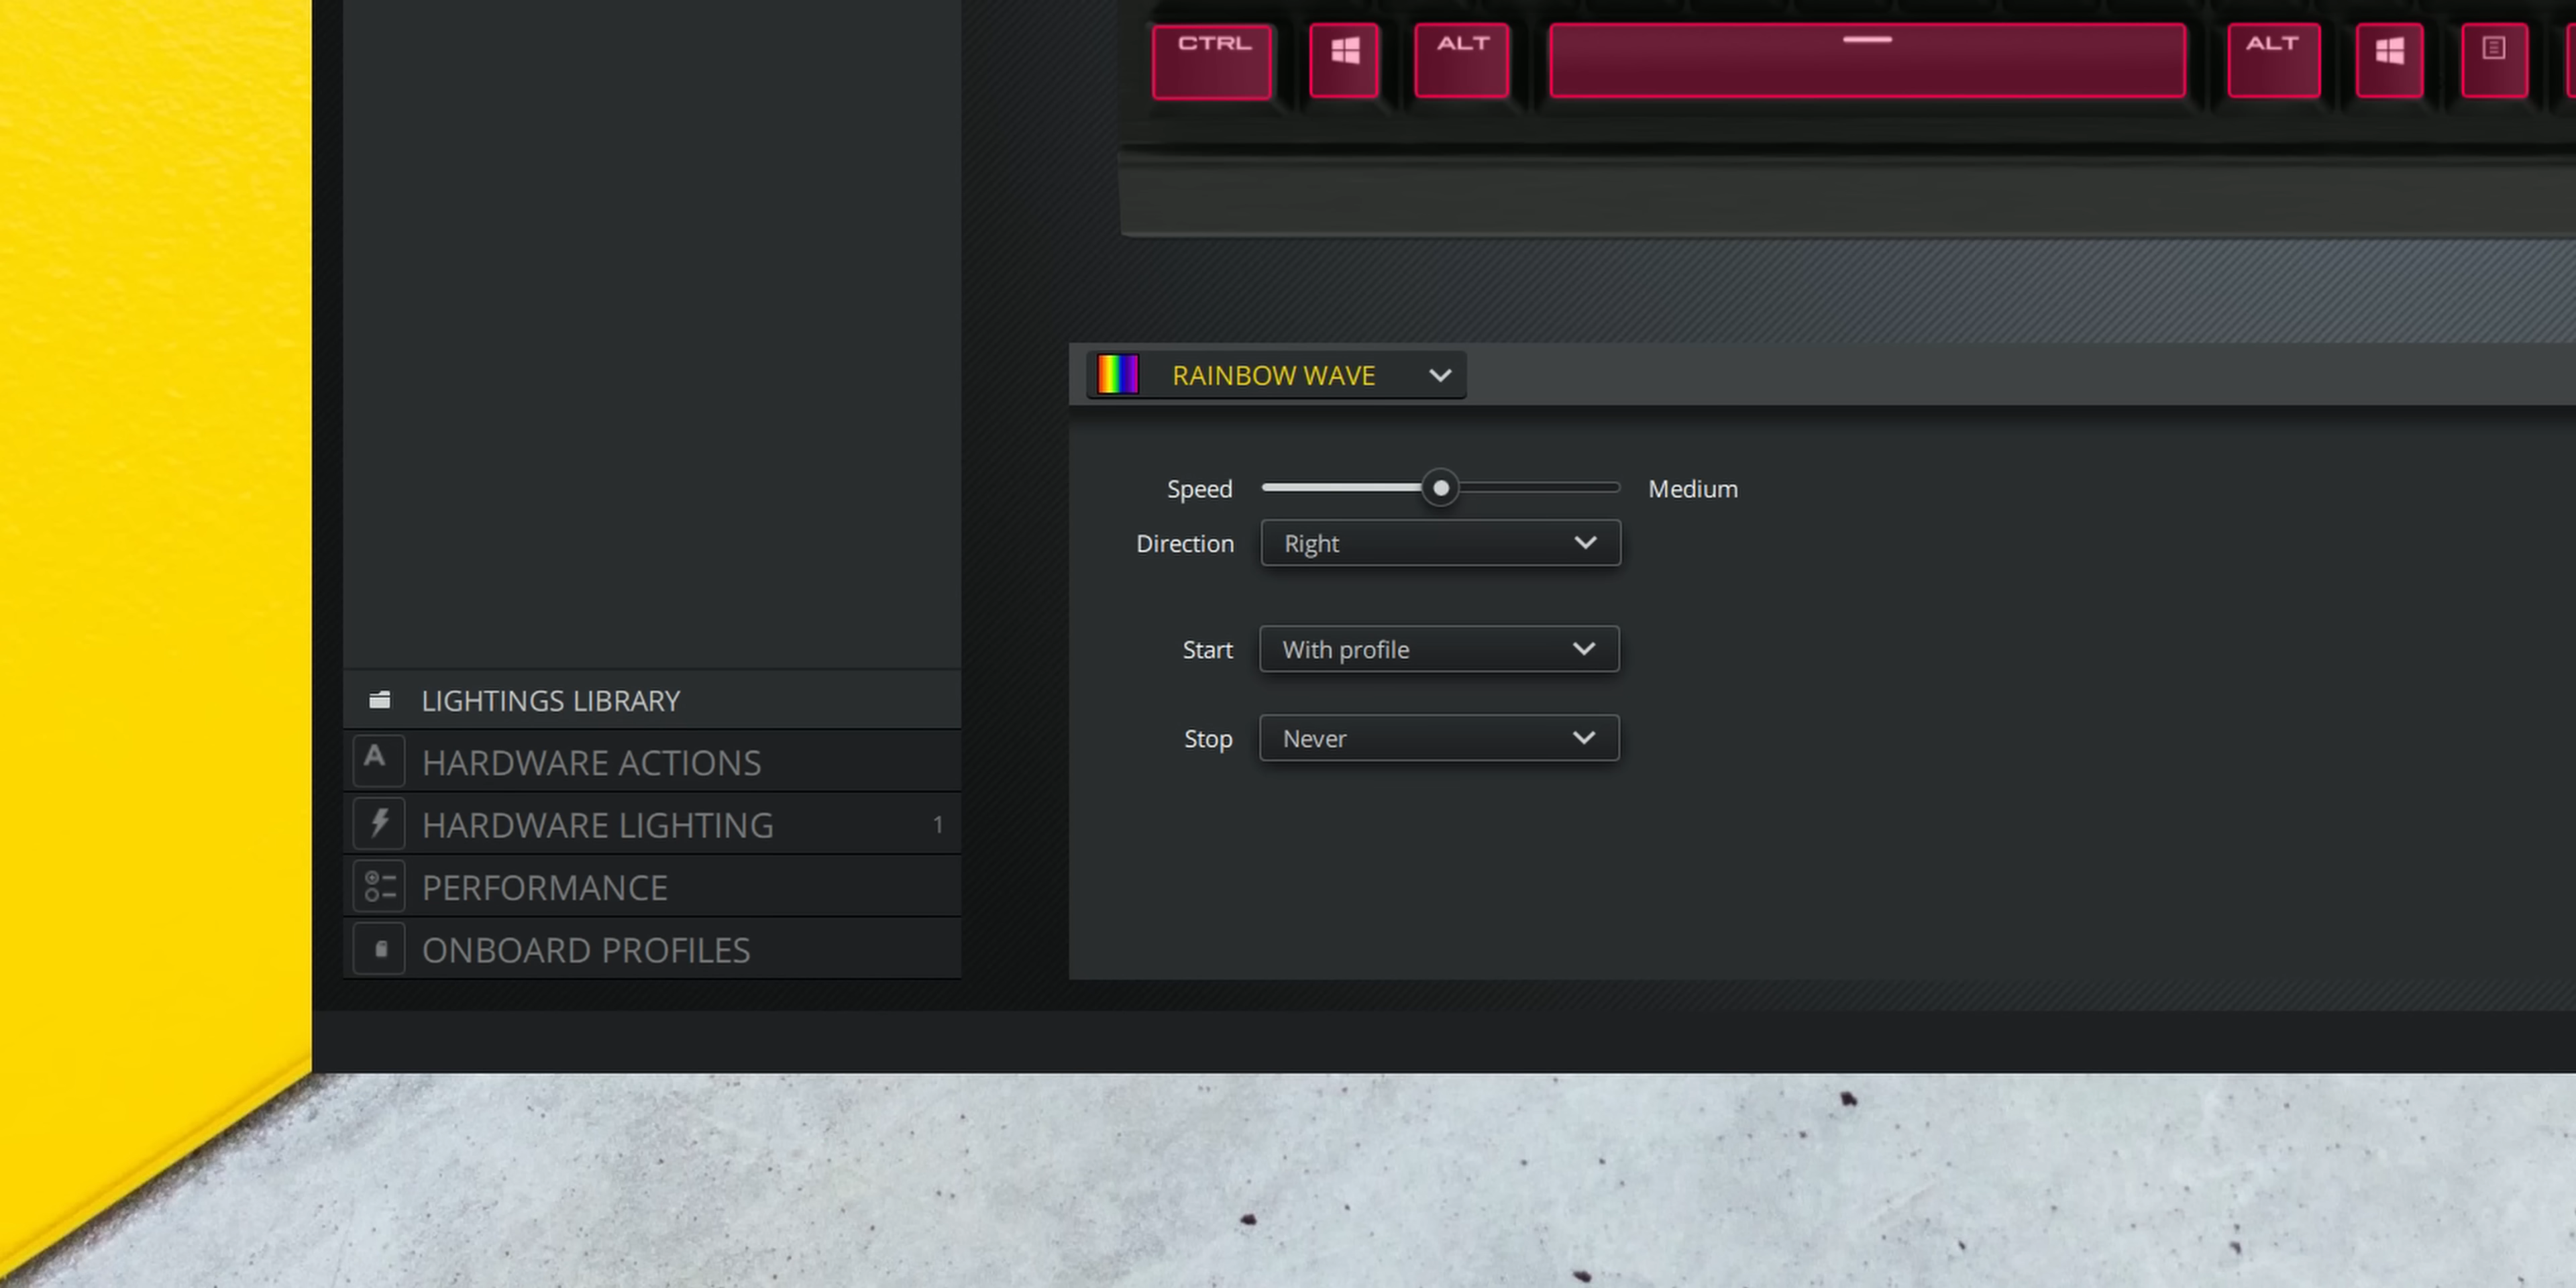 CTRL
ALT
ALT
RAINBOW WAVE
Speed
Medium
Direction
Right
Start
With profile
Stop
Never
LIGHTINGS LIBRARY
A
HARDWARE ACTIONS
HARDWARE LIGHTING
1
PERFORMANCE
ONBOARD PROFILES